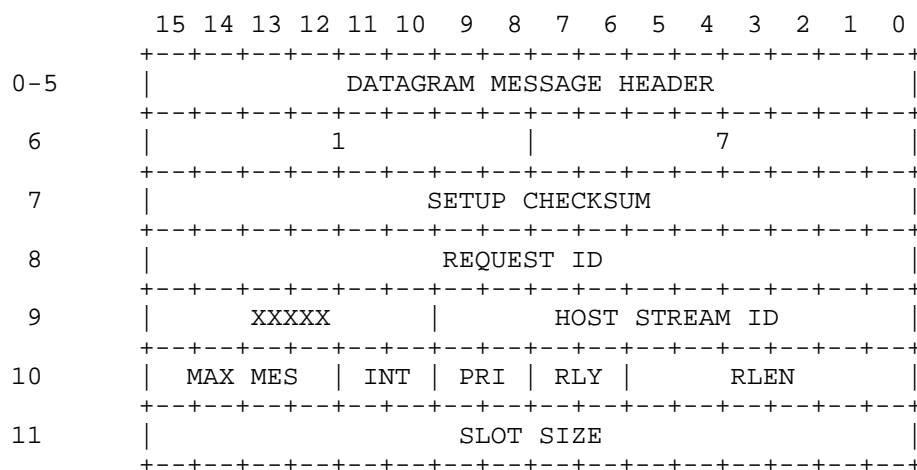 15 14 13 12 11 10 9 8 7 6 5 4 3 2 1 0
+--+--+--+--+--+--+--+--+--+--+--+--+--+--+--+--+
0-5 | DATAGRAM MESSAGE HEADER |
+--+--+--+--+--+--+--+--+--+--+--+--+--+--+--+--+
6 | 1 | 7 |
+--+--+--+--+--+--+--+--+--+--+--+--+--+--+--+--+
7 | SETUP CHECKSUM |
+--+--+--+--+--+--+--+--+--+--+--+--+--+--+--+--+
8 | REQUEST ID |
+--+--+--+--+--+--+--+--+--+--+--+--+--+--+--+--+
9 | XXXXX | HOST STREAM ID |
+--+--+--+--+--+--+--+--+--+--+--+--+--+--+--+--+
10 | MAX MES | INT | PRI | RLY | RLEN |
+--+--+--+--+--+--+--+--+--+--+--+--+--+--+--+--+
11 | SLOT SIZE |
+--+--+--+--+--+--+--+--+--+--+--+--+--+--+--+--+